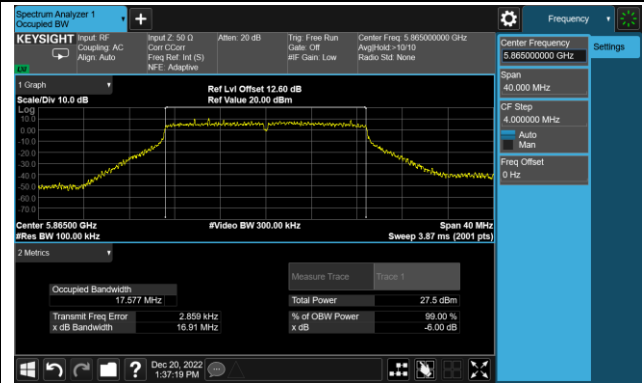 Spectrum Analyzer 1
Occupied BW
Frequency
KEYSIGHT
Input: RF
Coupling: AC
Align: Auto
Input Z: 50 Ω
Corr CCorr
Freq Ref: Int (S)
NFE: Adaptive
Atten: 20 dB
Trig: Free Run
Gate: Off
#IF Gain: Low
Center Freq: 5.865000000 GHz
Avg|Hold:>10/10
Radio Std: None
LXI
Center Frequency
5.865000000 GHz
Settings
Span
40.000 MHz
CF Step
4.000000 MHz
Auto
Man
Freq Offset
0 Hz
1 Graph
Scale/Div 10.0 dB
Ref Lvl Offset 12.60 dB
Ref Value 20.00 dBm
Log
10.0
0.00
-10.0
-20.0
-30.0
-40.0
-50.0
-60.0
-70.0
Center 5.86500 GHz
#Video BW 300.00 kHz
Span 40 MHz
#Res BW 100.00 kHz
Sweep 3.87 ms (2001 pts)
2 Metrics
Measure Trace
Trace 1
Occupied Bandwidth
17.577 MHz
Total Power
27.5 dBm
Transmit Freq Error
2.859 kHz
% of OBW Power
99.00 %
x dB Bandwidth
16.91 MHz
x dB
-6.00 dB
?
Dec 20, 2022
1:37:19 PM